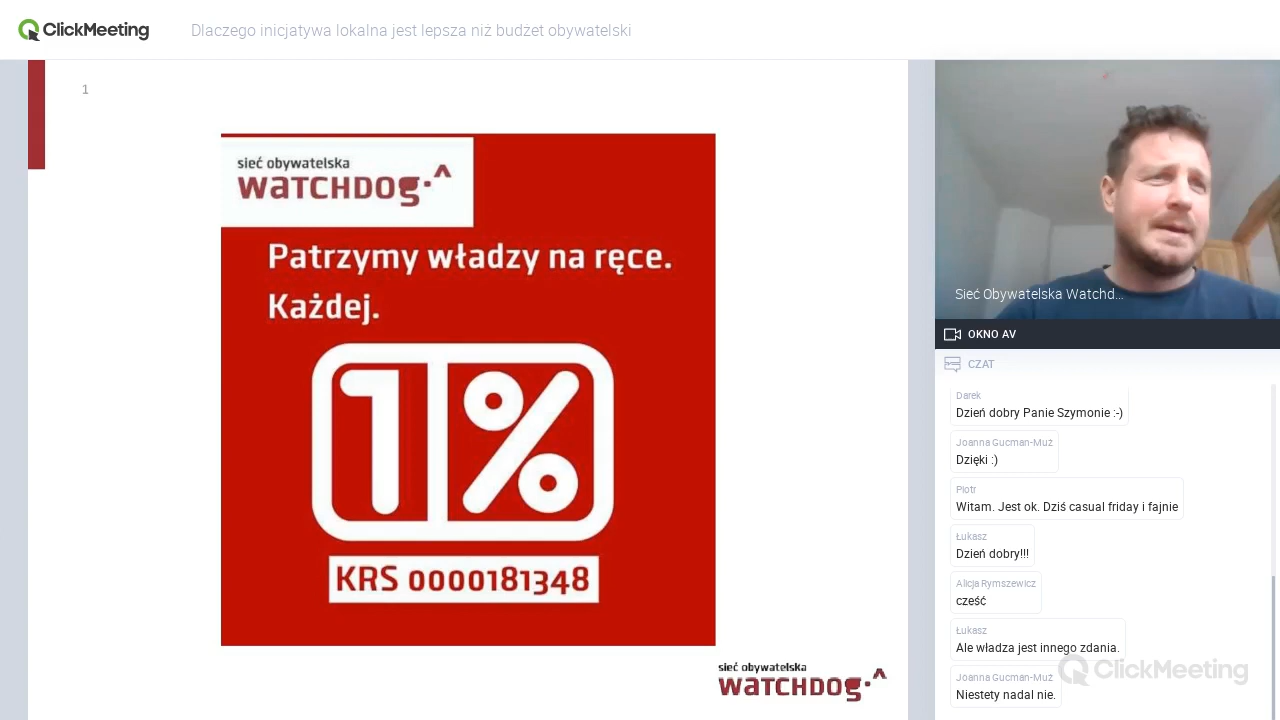 ClickMeeting
Dlaczego inicjatywa lokalna jest lepsza niż budżet obywatelski
1
sieć obywatelska
WATCHDOG
Patrzymy władzy na ręce.
Każdej.
1%
KRS 0000181348
sieć obywatelska
WATCHDOG
Sieć Obywatelska Watchd...
OKNO AV
CZAT
Darek
Dzień dobry Panie Szymonie :-)
Joanna Gucman-Muż
Dzięki :)
Piotr
Witam. Jest ok. Dziś casual friday i fajnie
Łukasz
Dzień dobry!!!
Alicja Rymszewicz
cześć
Łukasz
Ale władza jest innego zdania.
Joanna Gucman-Muż
Niestety nadal nie.
ClickMeeting